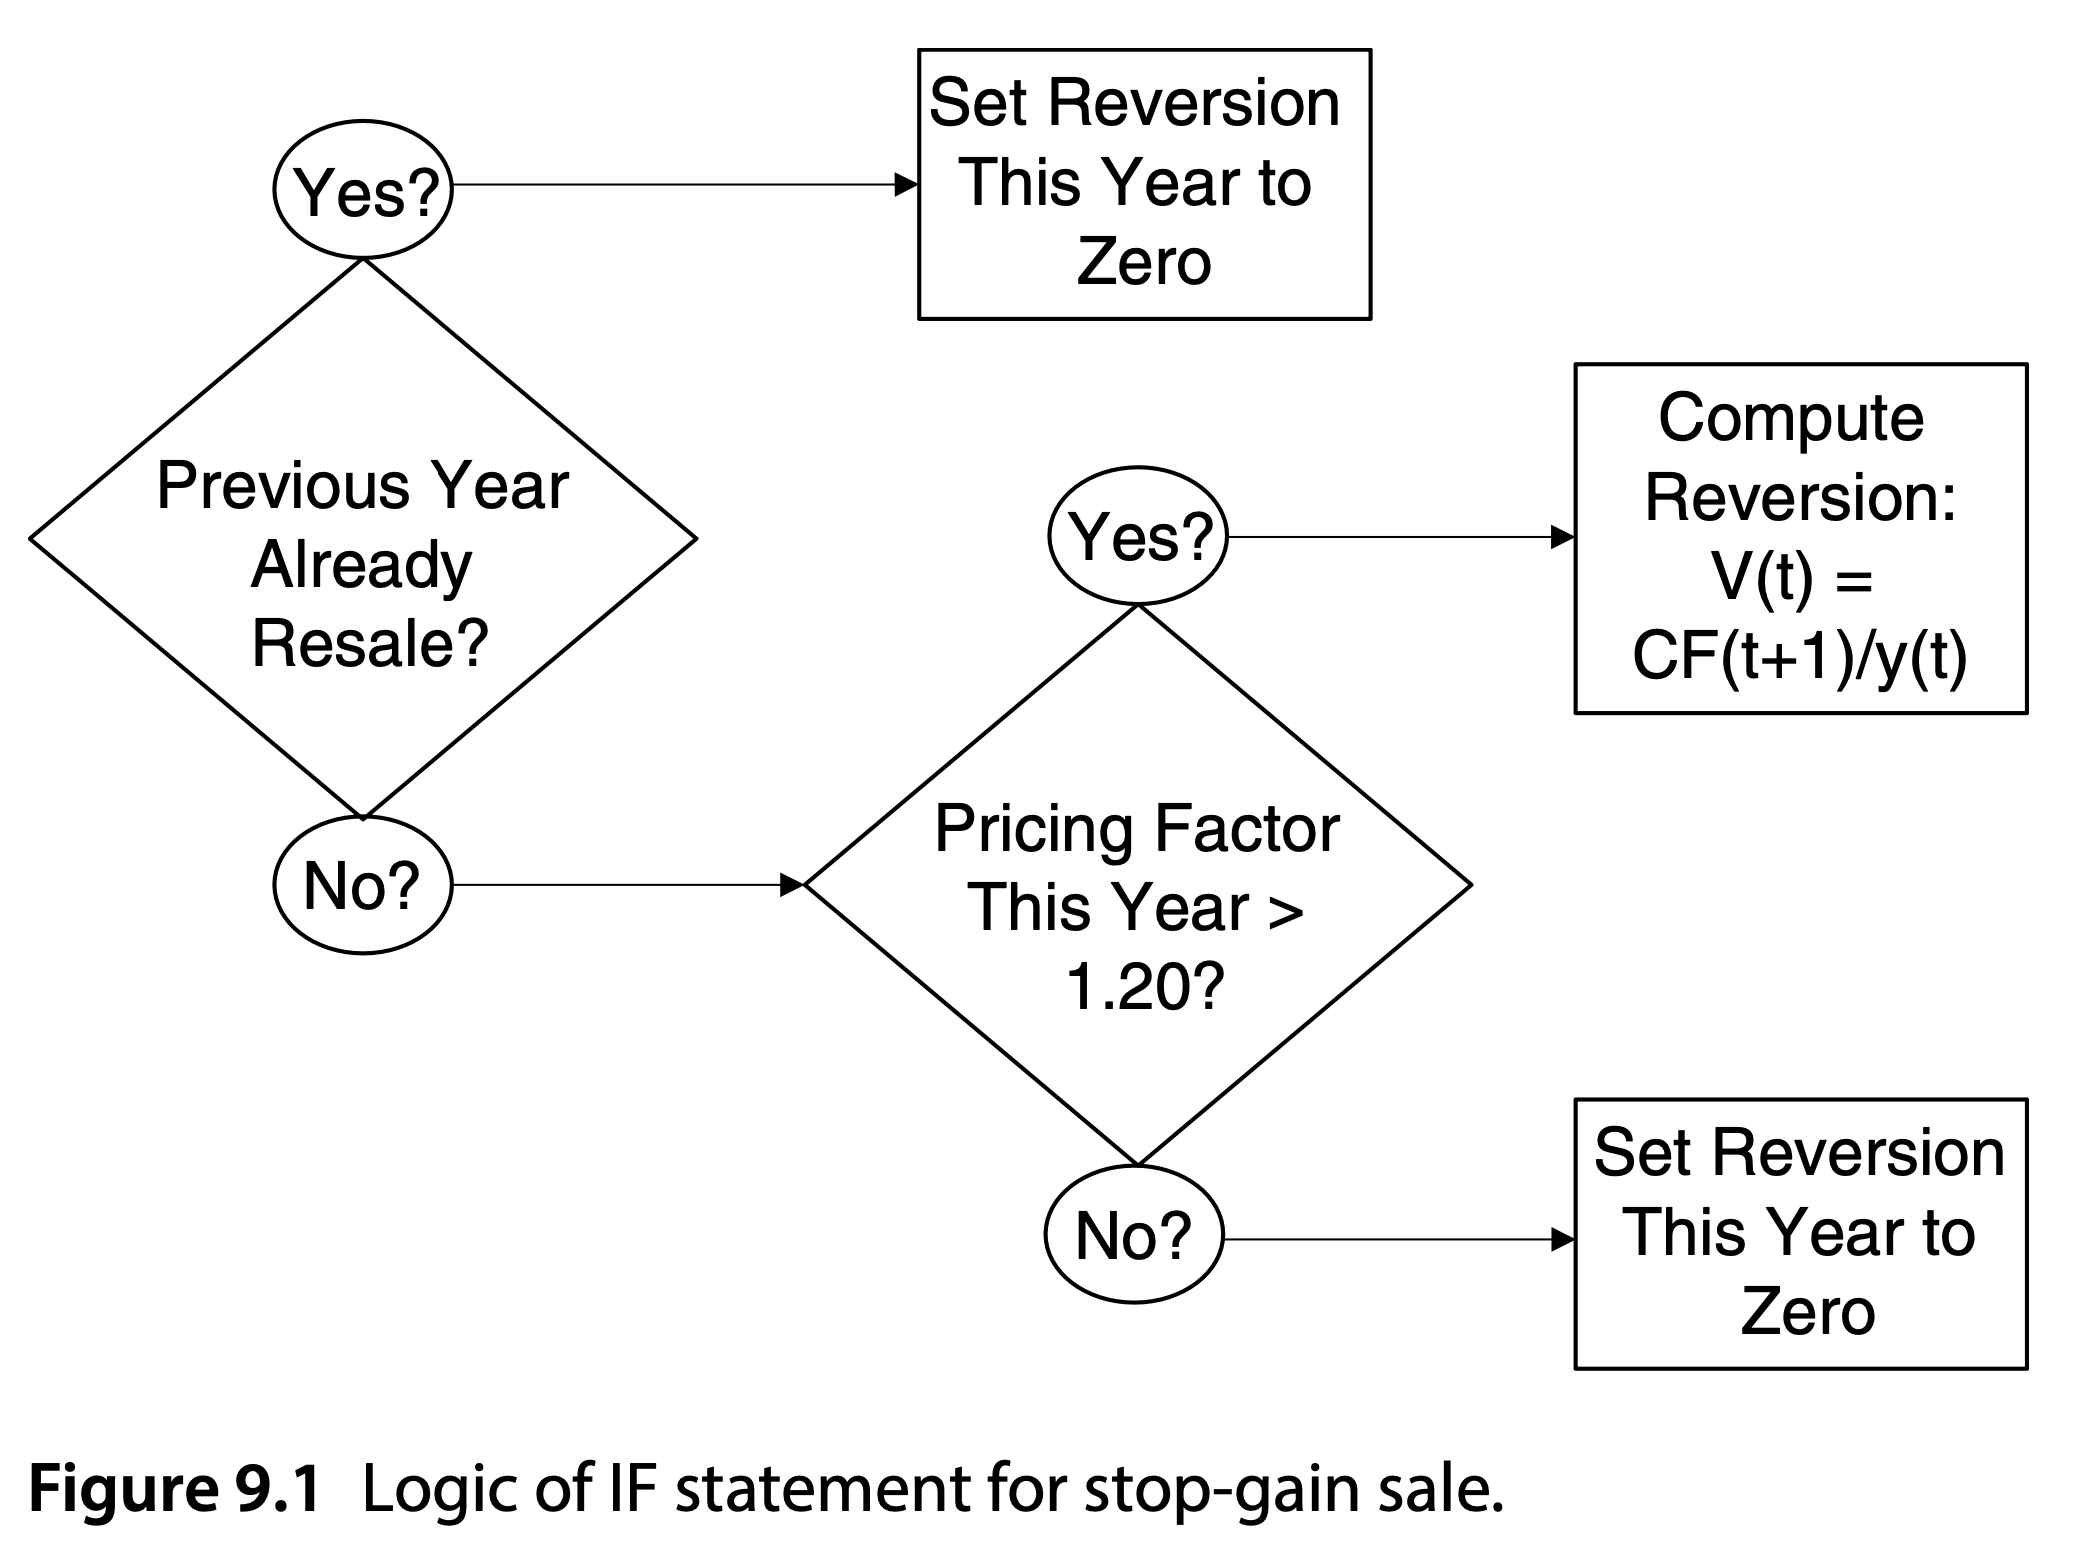 Set Reversion
This Year to
Zero
Yes?
Previous Year
Already
Resale?
No?
Yes?
Compute
Reversion:
V(t) =
CF(t+1)/y(t)
Pricing Factor
This Year >
1.20?
No?
Set Reversion
This Year to
Zero
Figure 9.1 Logic of IF statement for stop-gain sale.